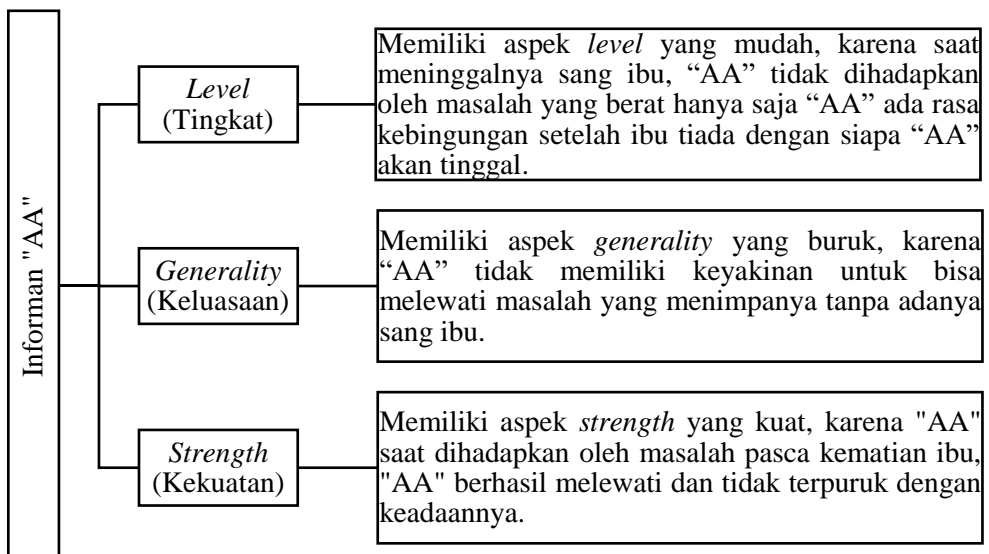 Informan "AA"
Level
(Tingkat)
Memiliki aspek level yang mudah, karena saat
meninggalnya sang ibu, “AA” tidak dihadapkan
oleh masalah yang berat hanya saja “AA” ada rasa
kebingungan setelah ibu tiada dengan siapa “AA”
akan tinggal.
Generality
(Keluasaan)
Memiliki aspek generality yang buruk, karena
“AA” tidak memiliki keyakinan untuk bisa
melewati masalah yang menimpanya tanpa adanya
sang ibu.
Strength
(Kekuatan)
Memiliki aspek strength yang kuat, karena "AA"
saat dihadapkan oleh masalah pasca kematian ibu,
"AA" berhasil melewati dan tidak terpuruk dengan
keadaannya.